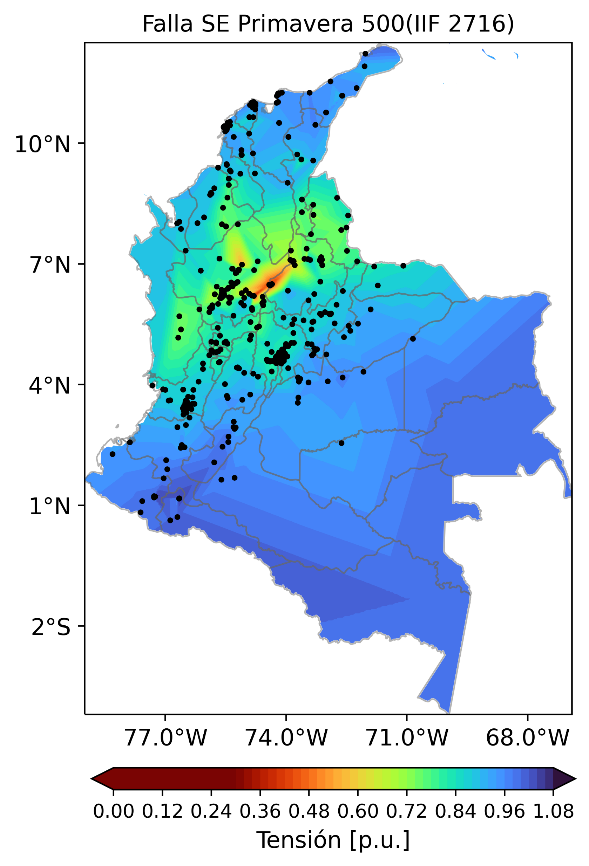 Falla SE Primavera 500(IIF 2716)
10°N
7°N
4°N
1°N
2°S
77.0°W 74.0°W 71.0°W 68.0°W
0.00 0.12 0.24 0.36 0.48 0.60 0.72 0.84 0.96 1.08
Tensión [p.u.]